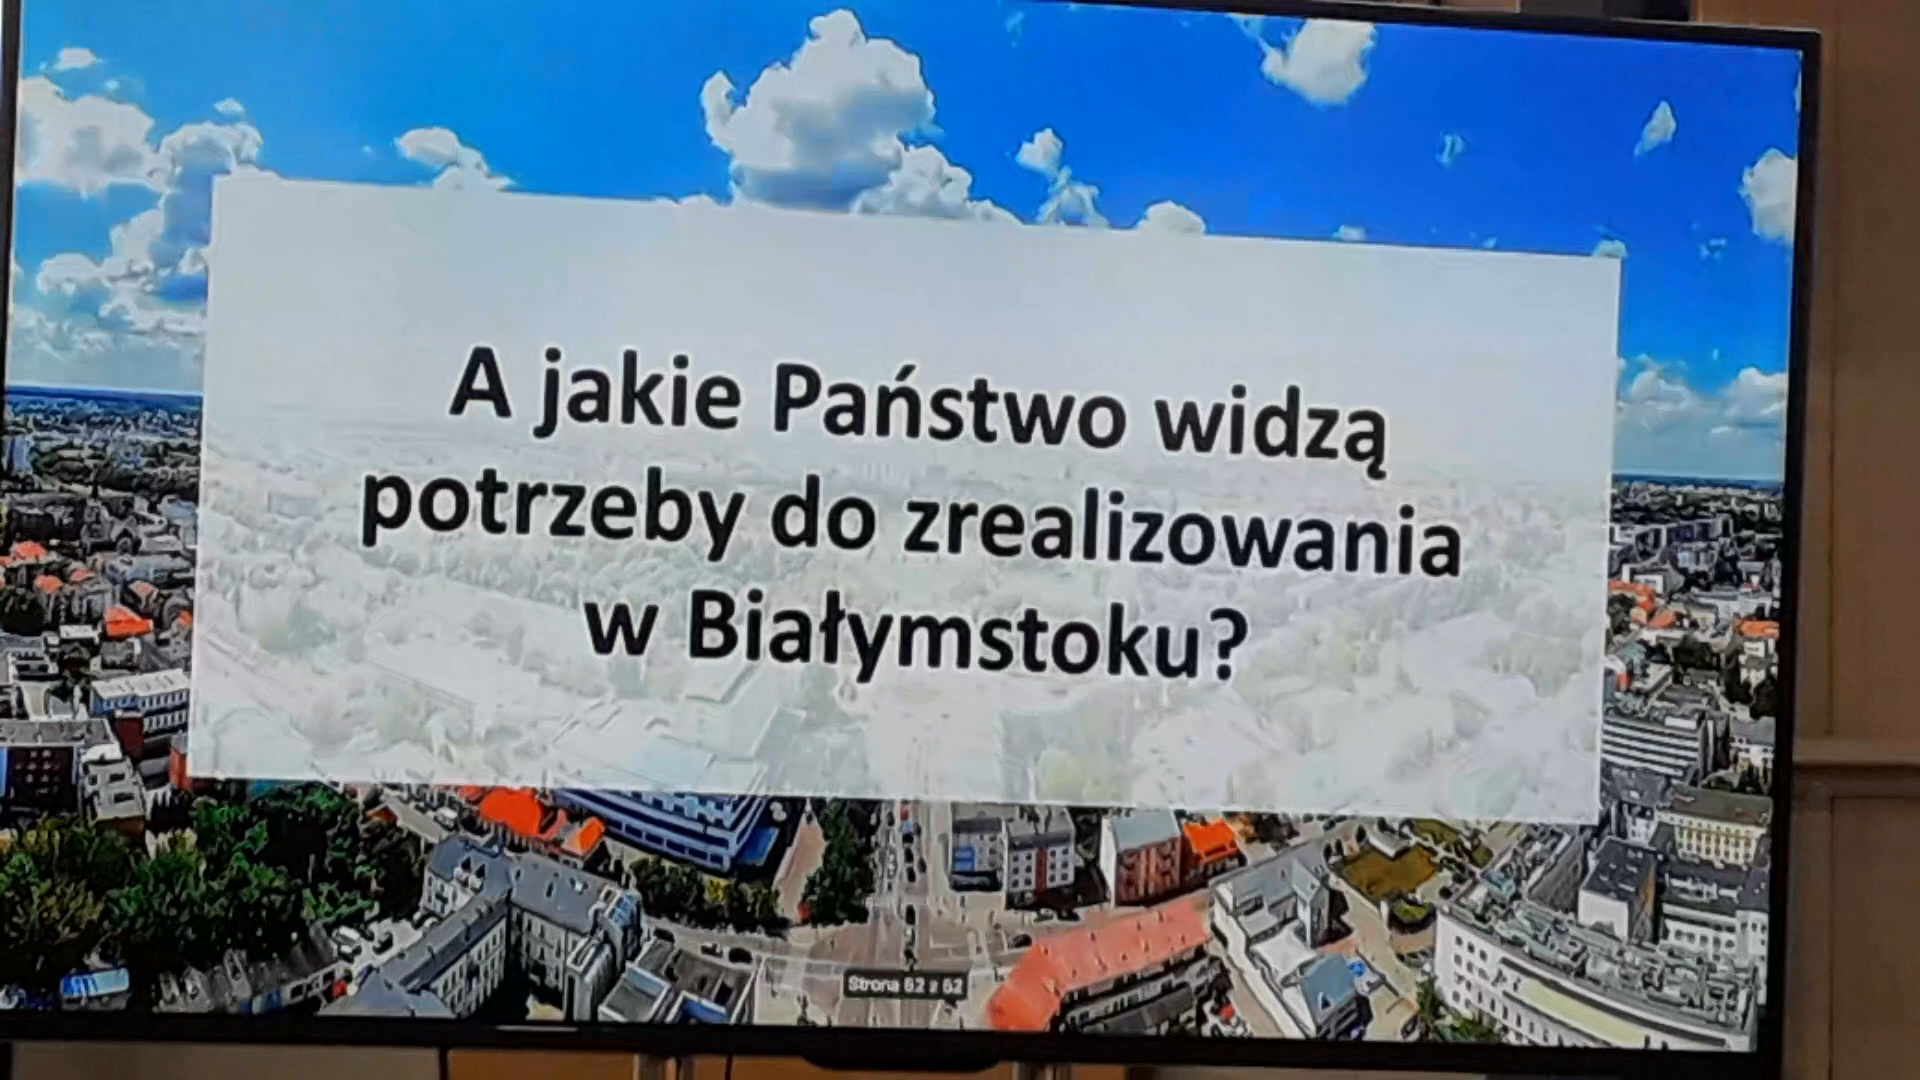 A jakie Państwo widzą
potrzeby do zrealizowania
w Białymstoku?
Strona 62 z 62